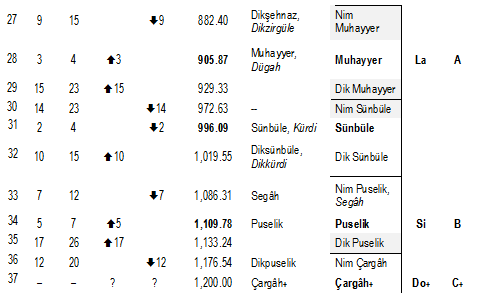 27 9 15 🡇9 882.40 Dikşehnaz, Dikzirgüle Nim Muhayyer
28 3 4 🡅3 905.87 Muhayyer, Dügah Muhayyer La A
29 15 23 🡅15 929.33 Dik Muhayyer
30 14 23 🡇14 972.63 -- Nim Sünbüle
31 2 4 🡇2 996.09 Sünbüle, Kürdi Sünbüle
32 10 15 🡅10 1,019.55 Diksünbüle, Dikkürdi Dik Sünbüle
33 7 12 🡇7 1,086.31 Segâh Nim Puselik, Segâh
34 5 7 🡅5 1,109.78 Puselik Puselik Si B
35 17 26 🡅17 1,133.24 Dik Puselik
36 12 20 🡇12 1,176.54 Dikpuselik Nim Çargâh
37 – – ? ? 1,200.00 Çargâh+ Çargâh+ Do+ C+